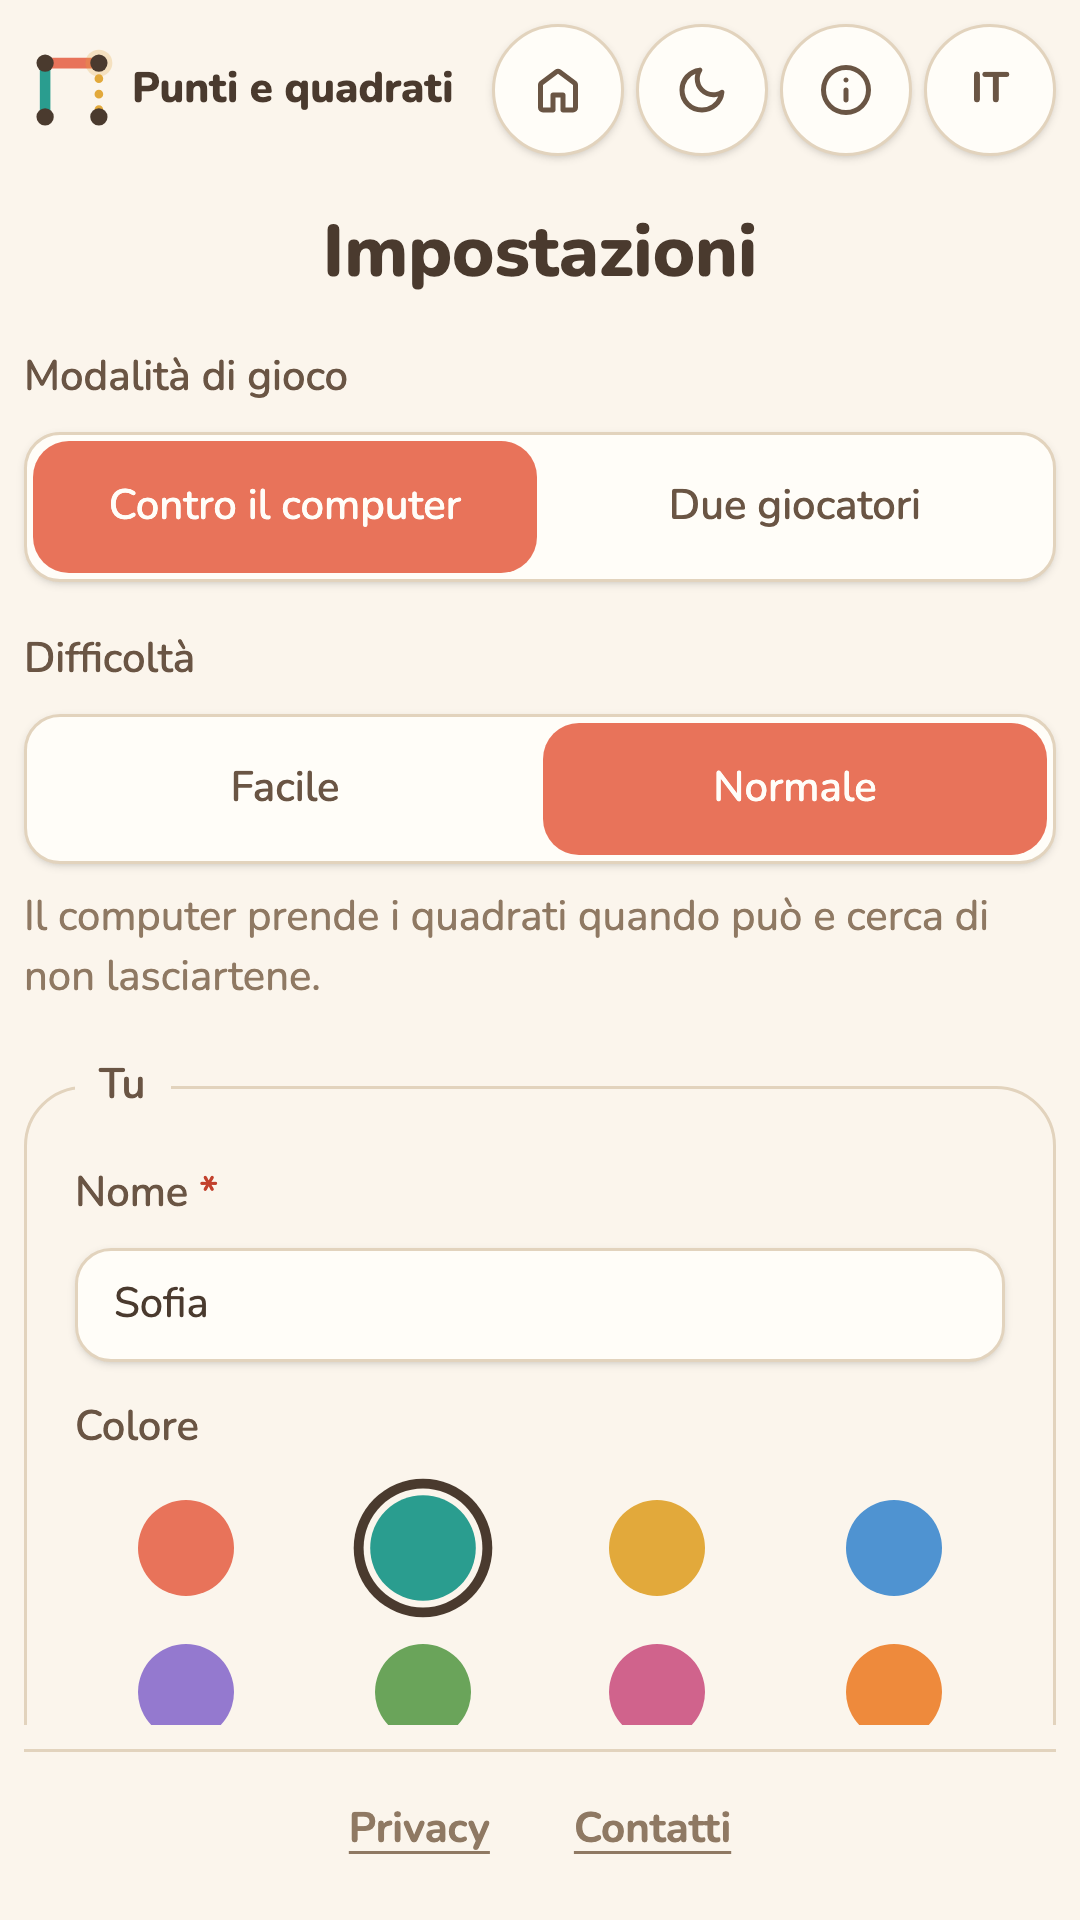 Punti e quadrati
IT
Impostazioni
Modalità di gioco
Contro il computer
Due giocatori
Difficoltà
Facile
Normale
Il computer prende i quadrati quando può e cerca di
non lasciartene.
Tu
Nome *
Sofia
Colore
Privacy
Contatti